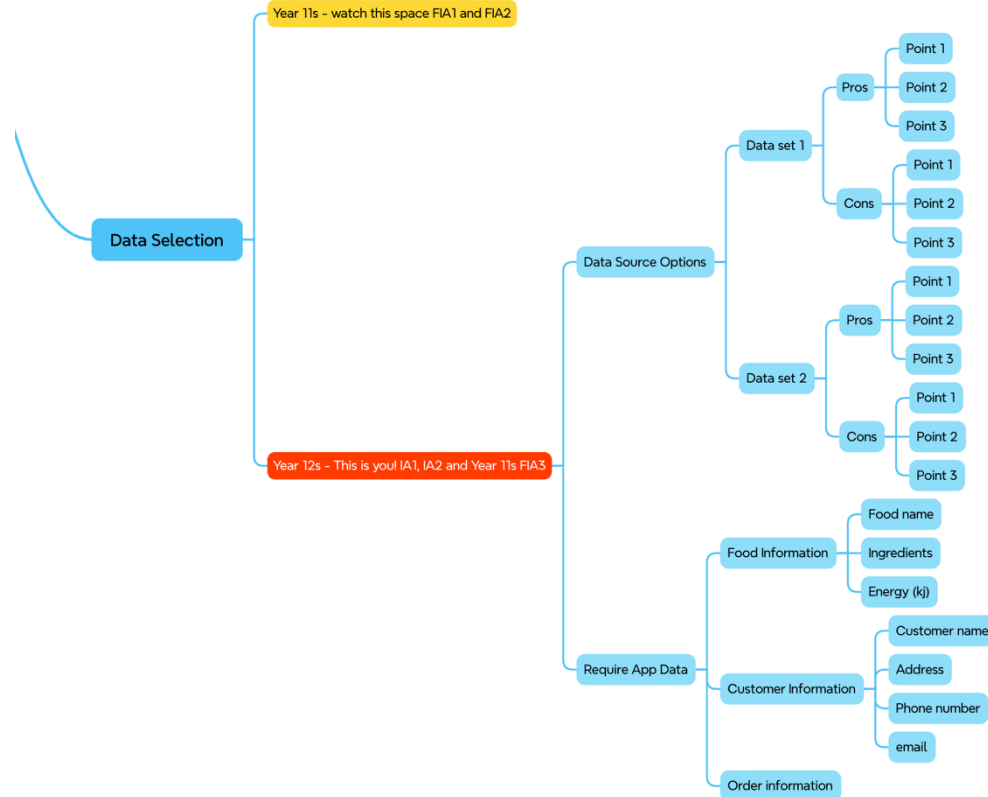 Year 11s - watch this space FIA1 and FIA2
Data Selection
Year 12s - This is you! IA1, IA2 and Year 11s FIA3
Data Source Options
Data set 1
Pros
Point 1
Point 2
Point 3
Cons
Point 1
Point 2
Point 3
Data set 2
Pros
Point 1
Point 2
Point 3
Cons
Point 1
Point 2
Point 3
Require App Data
Food Information
Food name
Ingredients
Energy (kj)
Customer Information
Customer name
Address
Phone number
email
Order information